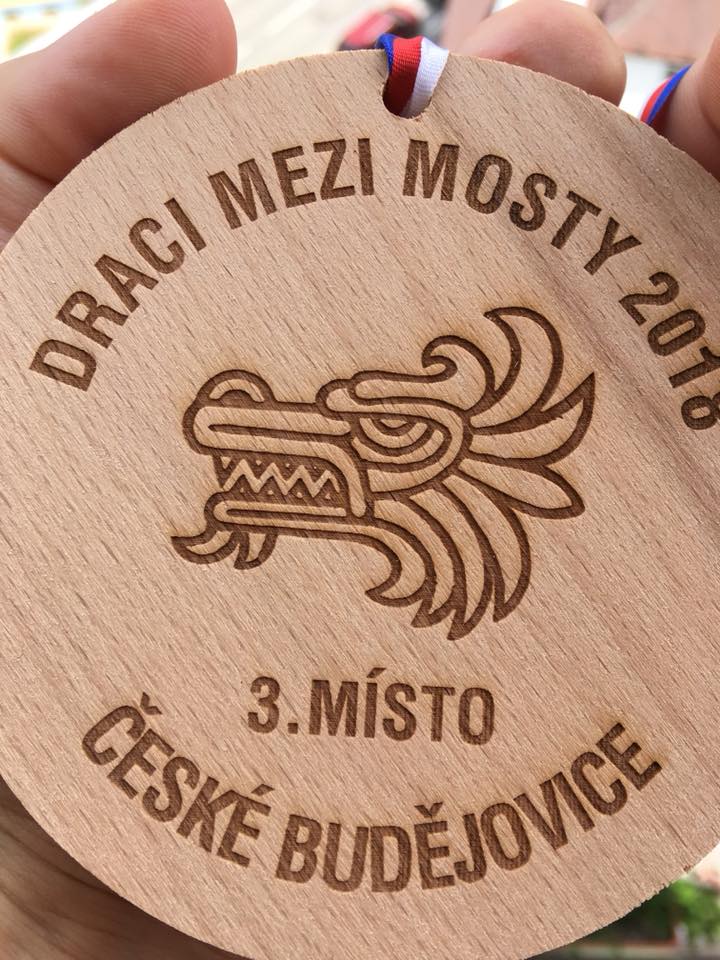 DRACI MEZI MOSTY 2018
3.MÍSTO
ČESKÉ BUDĚJOVICE